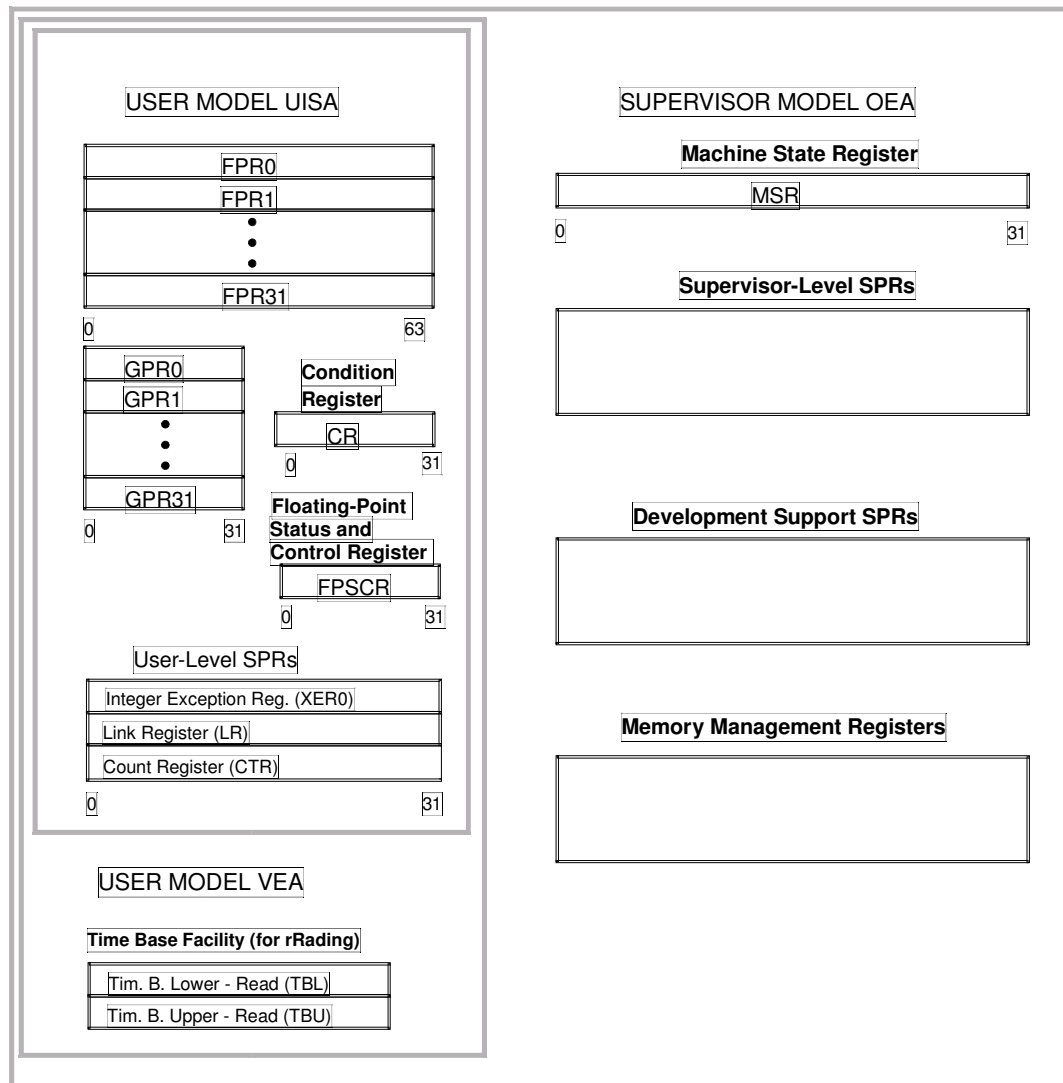 USER MODEL UISA
FPR0
FPR1
FPR31
0 63
GPR0
GPR1
GPR31
0 31
Condition
Register
CR
0 31
Floating-Point
Status and
Control Register
FPSCR
0 31
User-Level SPRs
Integer Exception Reg. (XER0)
Link Register (LR)
Count Register (CTR)
0 31
USER MODEL VEA
Time Base Facility (for rRading)
Tim. B. Lower - Read (TBL)
Tim. B. Upper - Read (TBU)
SUPERVISOR MODEL OEA
Machine State Register
MSR
0 31
Supervisor-Level SPRs
Development Support SPRs
Memory Management Registers